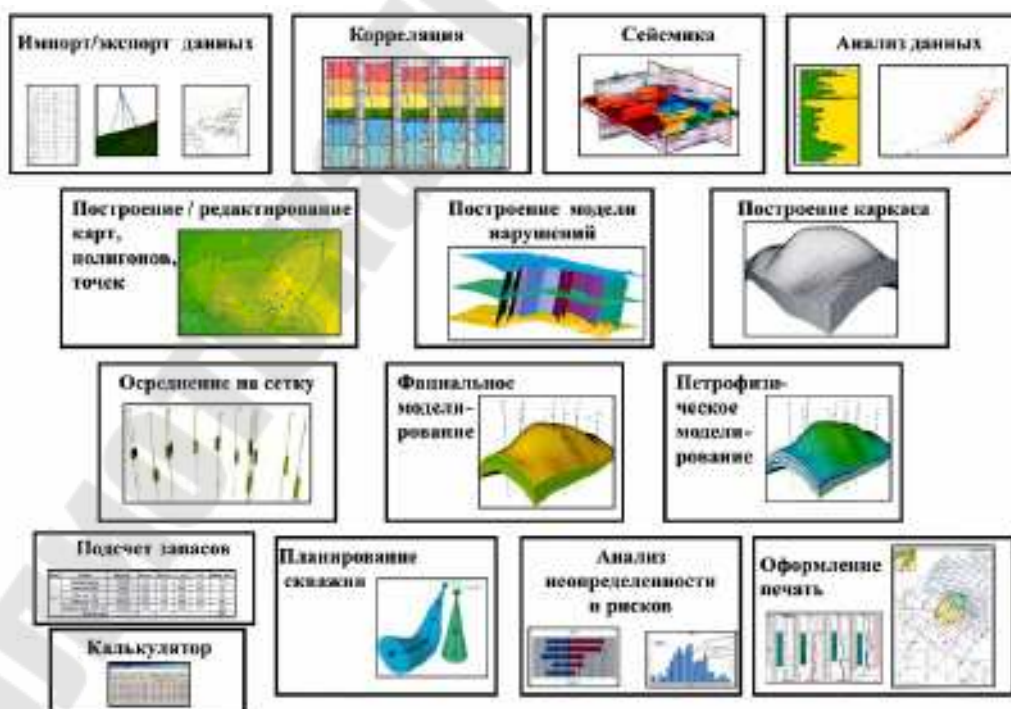 Импорт/экспорт данных
Корреляция
Сейсмика
Анализ данных
Построение / редактирование
карт,
полигонов,
точек
Построение модели
нарушений
Построение каркаса
Осреднение на сетку
Фациальное
модели-
рование
Петрофизи-
ческое
модели-
рование
Подсчет запасов
Калькулятор
Планирование
скважин
Анализ
неопределенности
и рисков
Оформление
печать